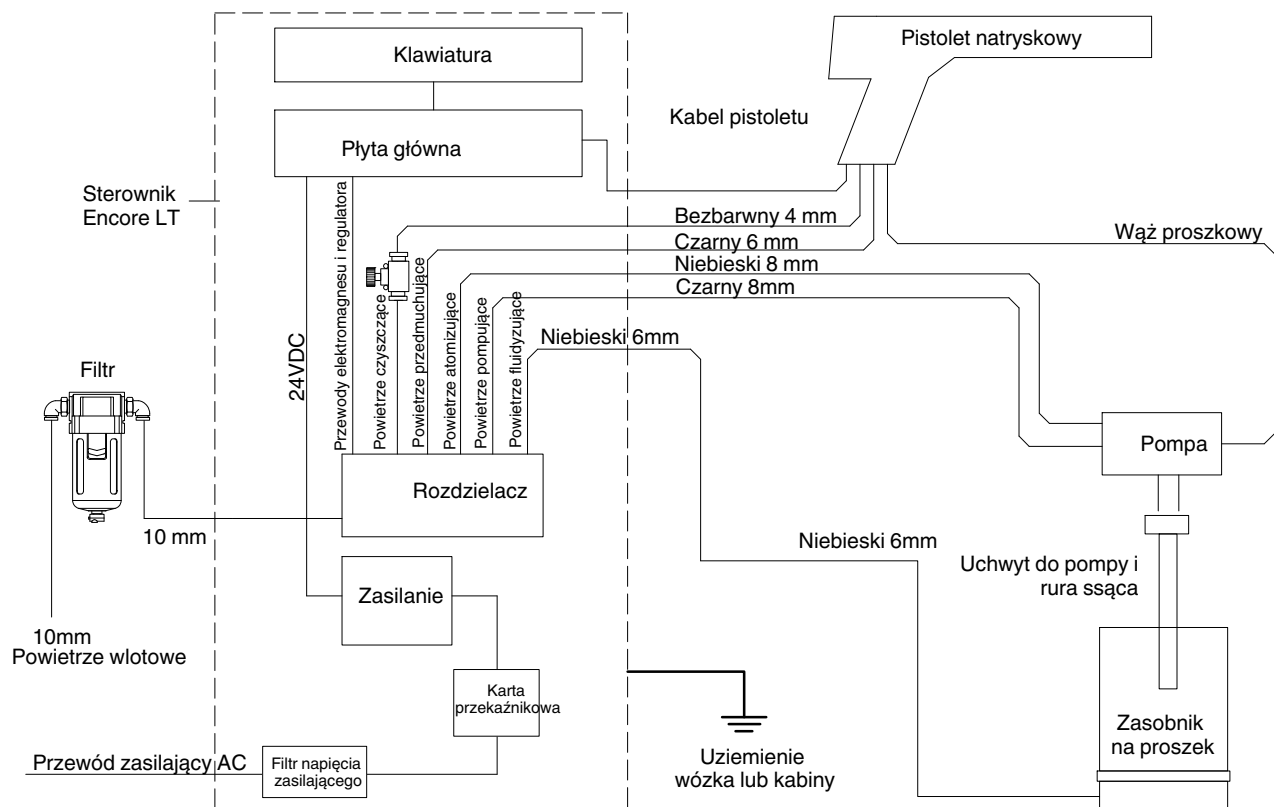 Klawiatura
Płyta główna
Sterownik
Encore LT
Pistolet natryskowy
Kabel pistoletu
Bezbarwny 4 mm
Czarny 6 mm
Niebieski 8 mm
Czarny 8mm
Wąż proszkowy
Niebieski 6mm
24VDC
Przewody elektromagnesu i regulatora
Powietrze czyszczące
Powietrze przedmuchujące
Powietrze atomizujące
Powietrze pompujące
Powietrze fluidyzujące
Filtr
10 mm
10mm
Powietrze wlotowe
Rozdzielacz
Pompa
Niebieski 6mm
Uchwyt do pompy i
rura ssąca
Zasilanie
Karta
przekaźnikowa
Przewód zasilający AC
Filtr napięcia
zasilającego
Uziemienie
wózka lub kabiny
Zasobnik
na proszek